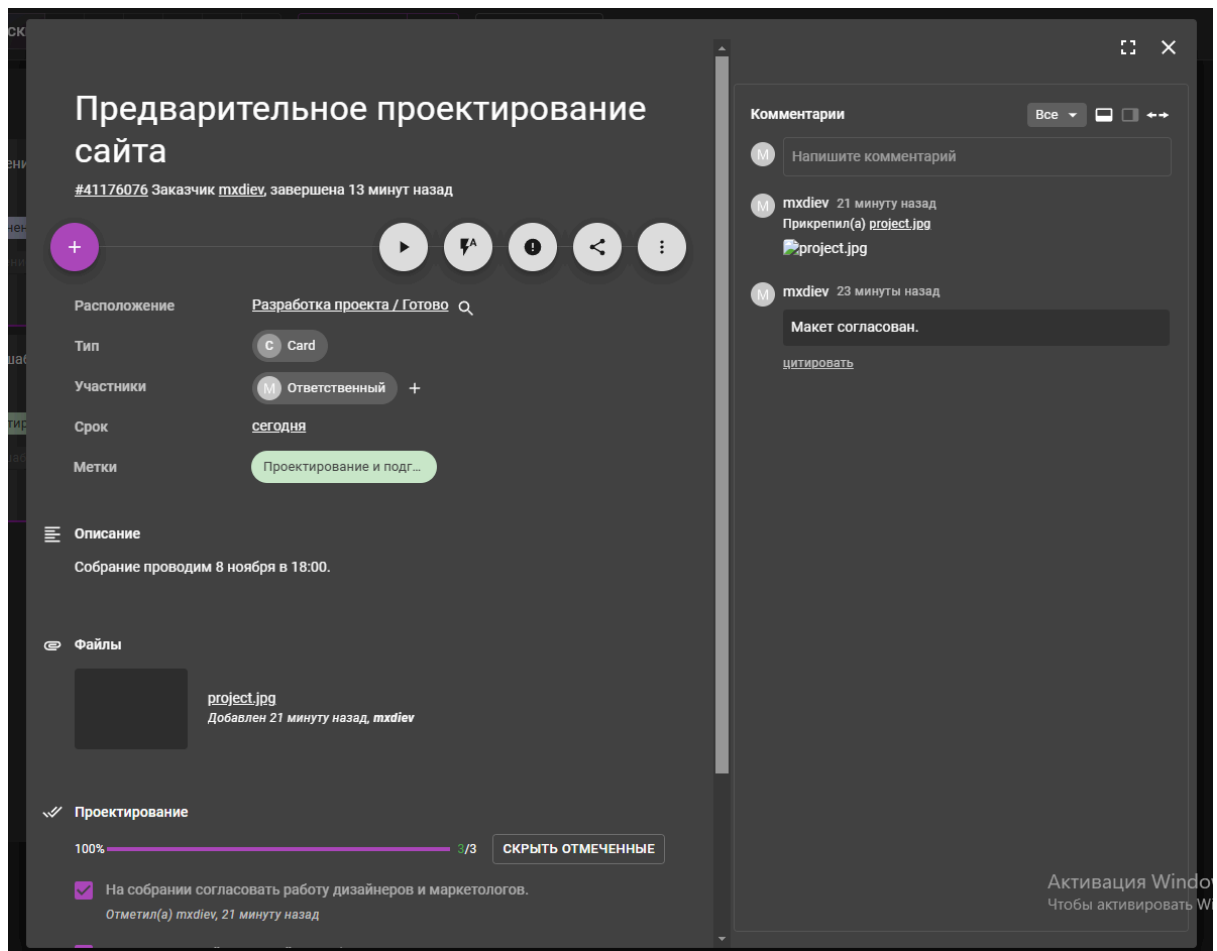 Предварительное проектирование
сайта
#41176076 Заказчик mxdiev, завершена 13 минут назад
Расположение Разработка проекта / Готово
Тип C Card
Участники M Ответственный +
Срок сегодня
Метки Проектирование и подг...
Описание
Собрание проводим 8 ноября в 18:00.
Файлы
project.jpg
Добавлен 21 минуту назад, mxdiev
Проектирование
100% 3/3 СКРЫТЬ ОТМЕЧЕННЫЕ
На собрании согласовать работу дизайнеров и маркетологов.
Отметил(а) mxdiev, 21 минуту назад
Комментарии Все
M Напишите комментарий
M mxdiev 21 минуту назад
Прикрепил(а) project.jpg
project.jpg
M mxdiev 23 минуты назад
Макет согласован.
цитировать
Активация Windo
Чтобы активировать Wi